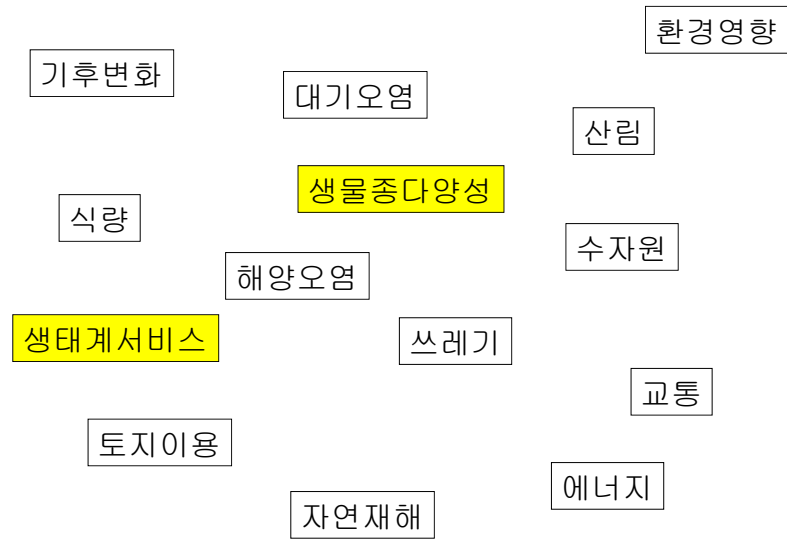 환경영향
기후변화
대기오염
산림
생물종다양성
식량
수자원
해양오염
생태계서비스
쓰레기
교통
토지이용
에너지
자연재해